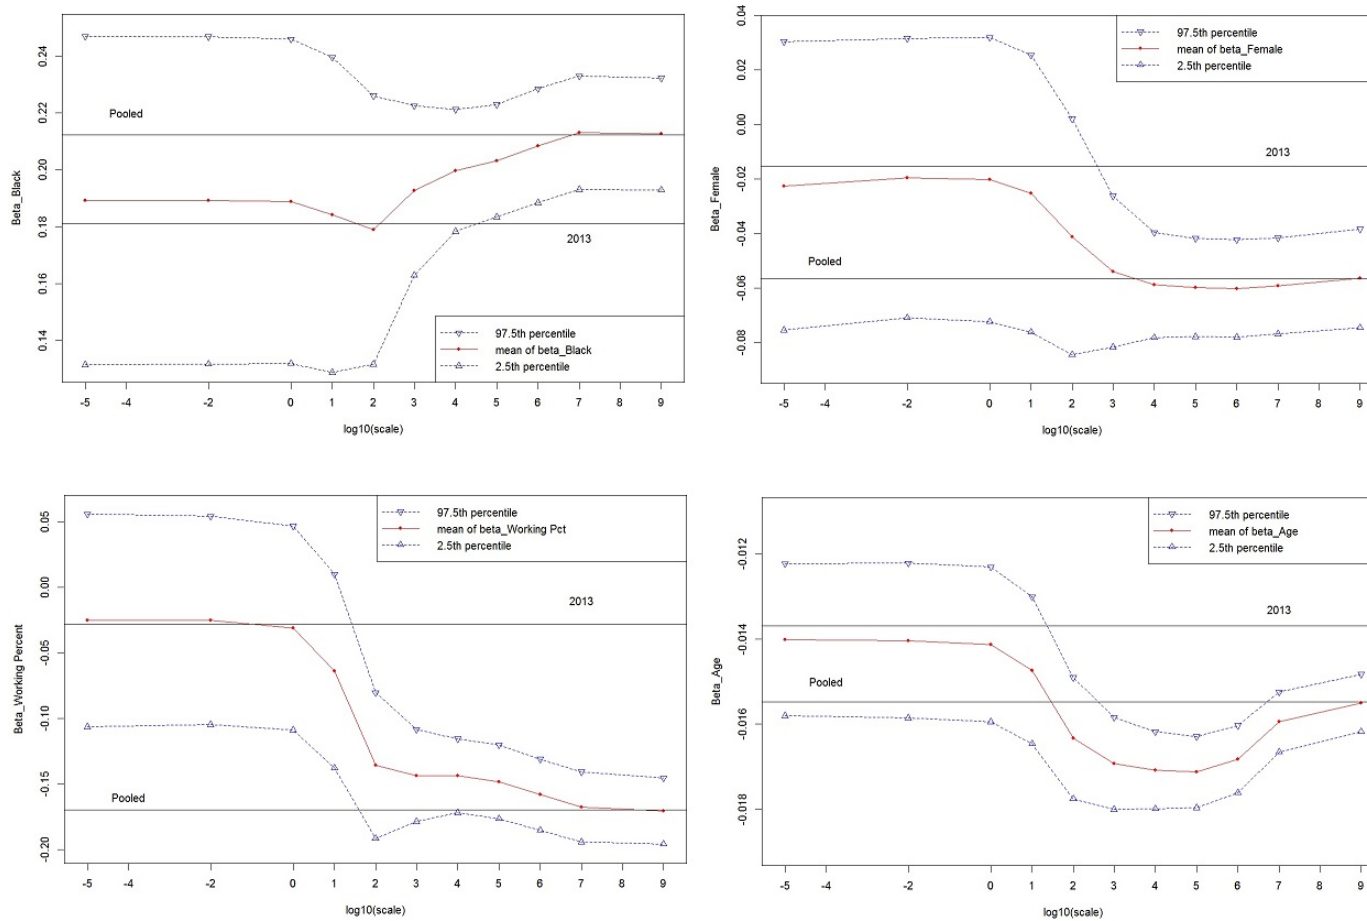 97.5th percentile
mean of beta_Black
2.5th percentile
Pooled
2013
Beta_Black
0.24
0.22
0.20
0.18
0.16
0.14
-5 -4 -2 0 1 2 3 4 5 6 7 8 9
log10(scale)
97.5th percentile
mean of beta_Female
2.5th percentile
2013
Pooled
Beta_Female
0.04
0.02
0.00
-0.02
-0.04
-0.06
-0.08
-5 -4 -2 0 1 2 3 4 5 6 7 8 9
log10(scale)
97.5th percentile
mean of beta_Working Pct
2.5th percentile
2013
Pooled
Beta_Working Percent
0.05
0.00
-0.05
-0.10
-0.15
-0.20
-5 -4 -2 0 1 2 3 4 5 6 7 8 9
log10(scale)
97.5th percentile
mean of beta_Age
2.5th percentile
2013
Pooled
Beta_Age
-0.012
-0.014
-0.016
-0.018
-5 -4 -2 0 1 2 3 4 5 6 7 8 9
log10(scale)